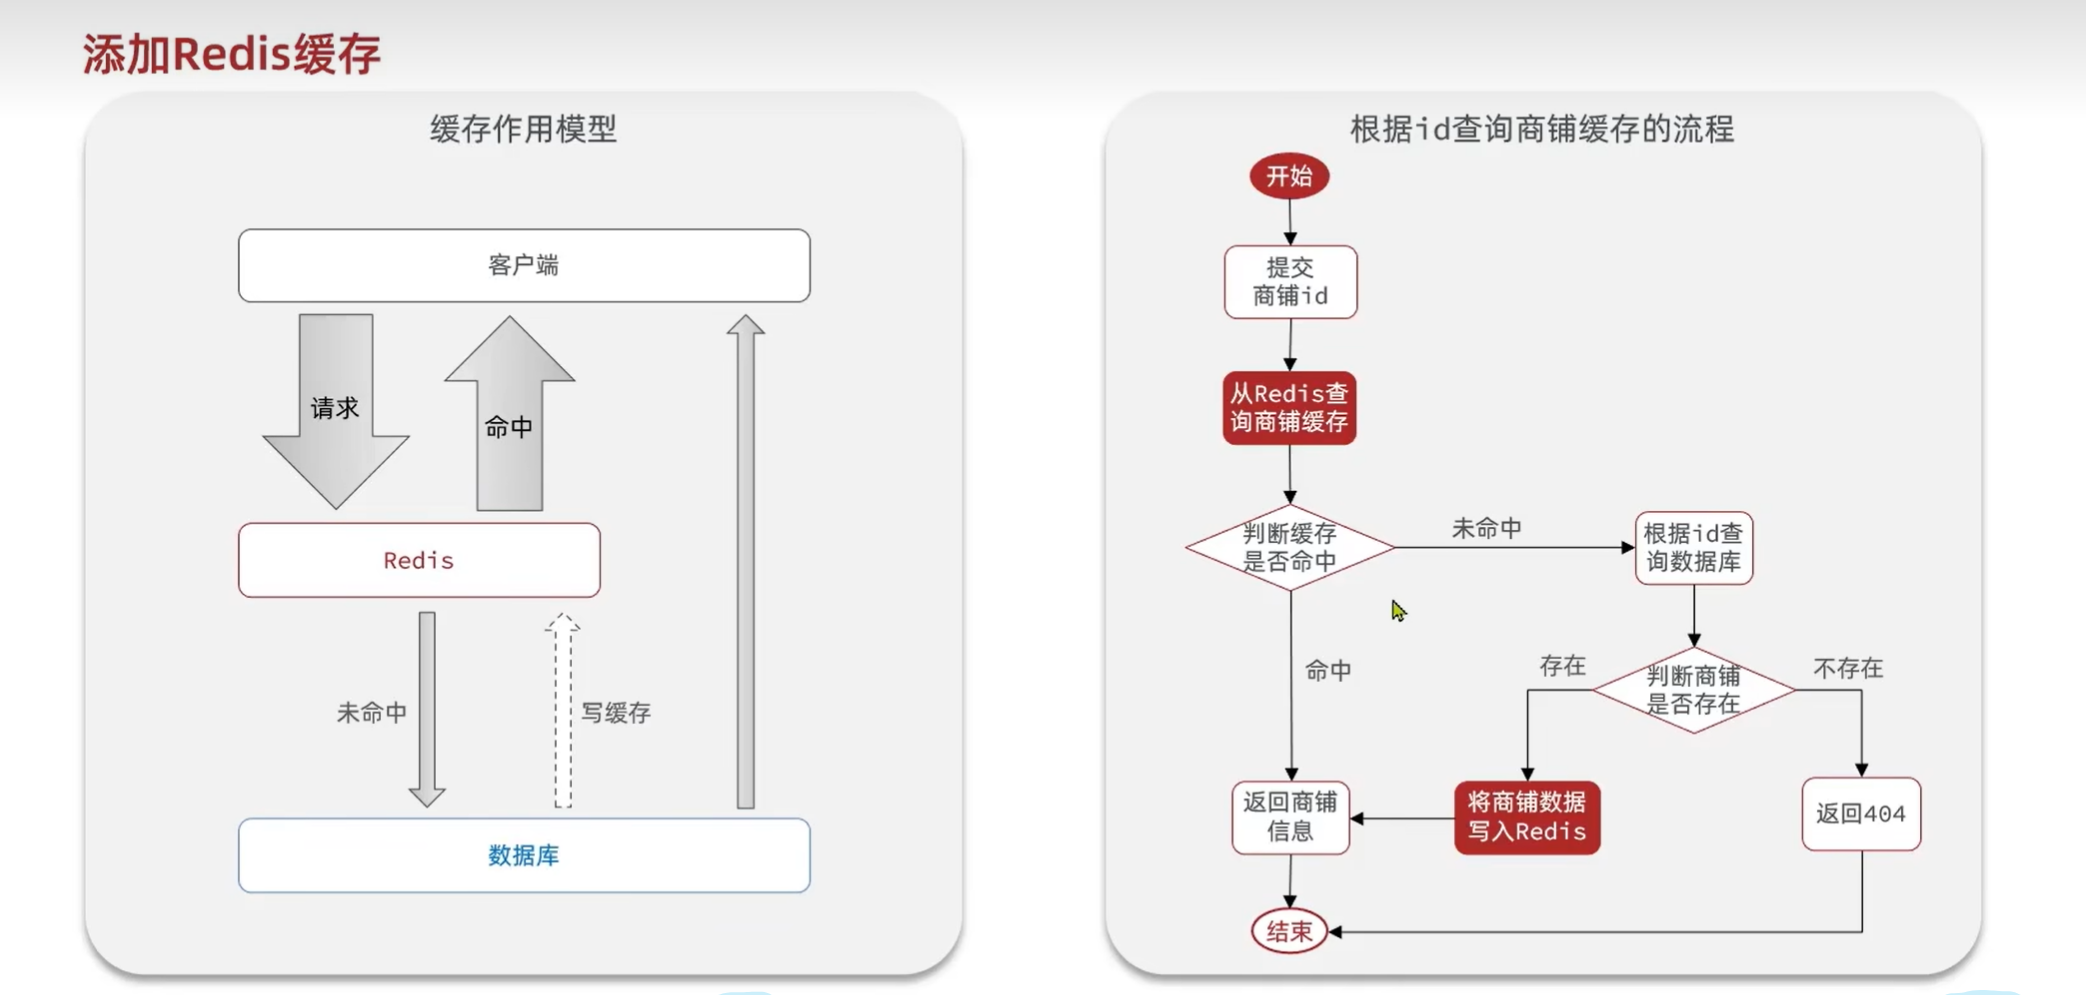 添加Redis缓存
缓存作用模型
客户端
请求
命中
Redis
未命中
写缓存
数据库
根据id查询商铺缓存的流程
开始
提交
商铺id
从Redis查
询商铺缓存
判断缓存
是否命中
未命中
根据id查
询数据库
命中
存在
判断商铺
是否存在
不存在
返回商铺
信息
将商铺数据
写入Redis
返回404
结束